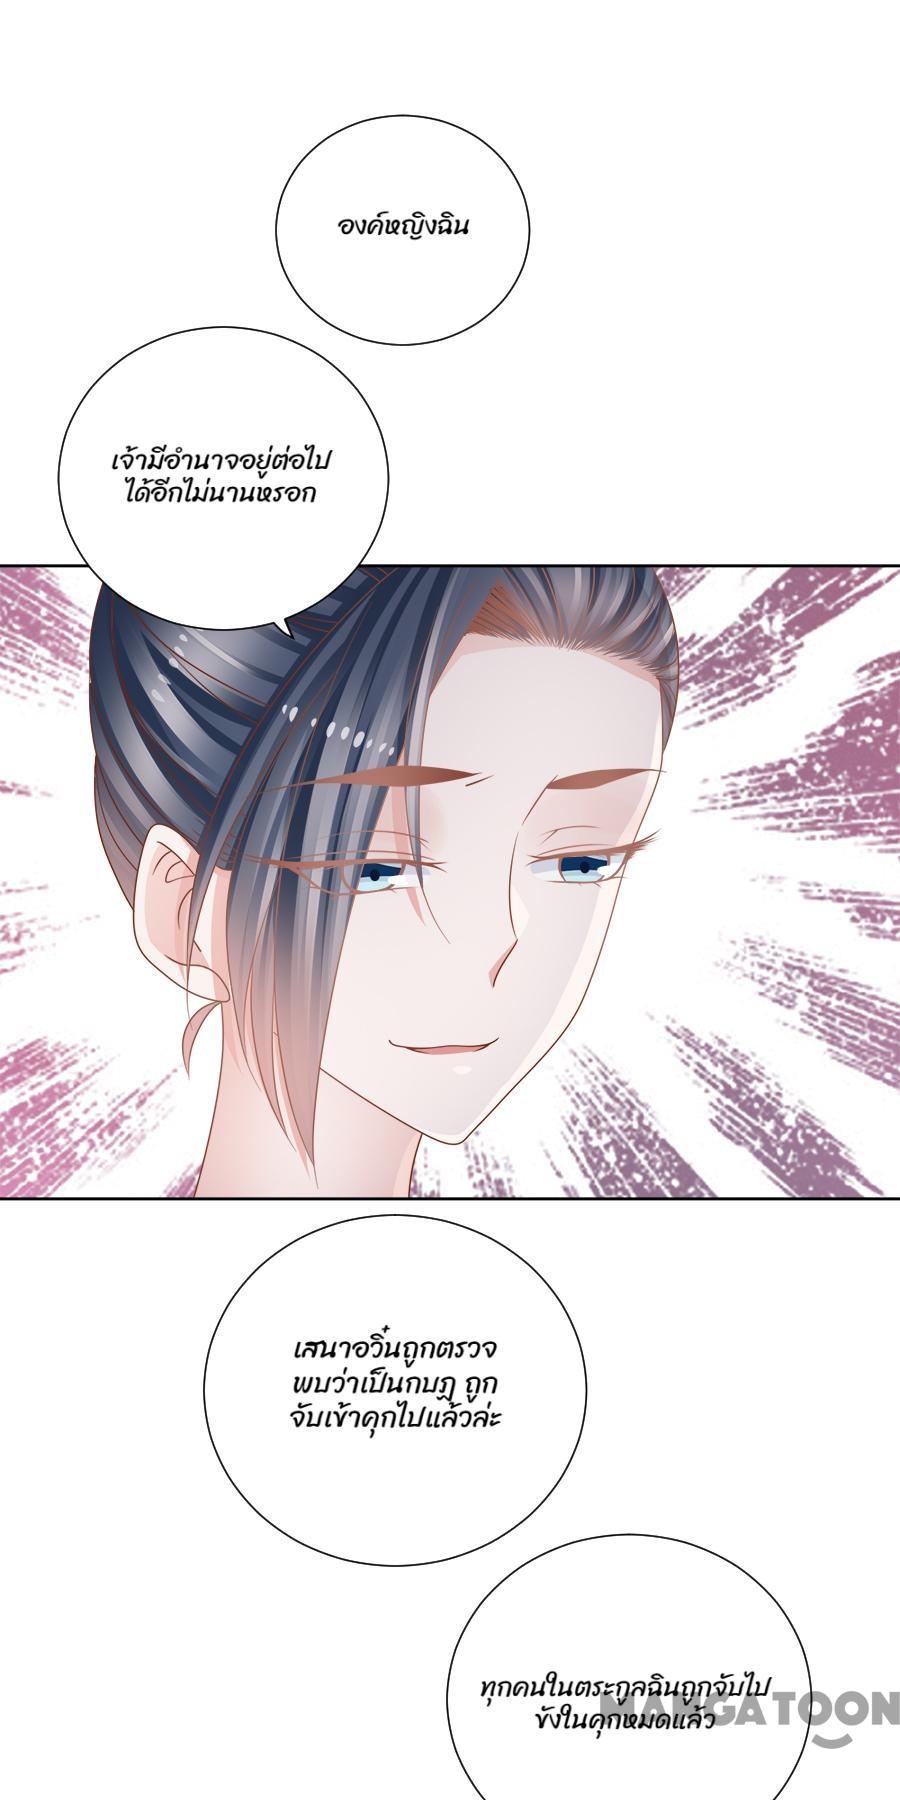 องค์หญิงฉิน
เจ้ามีอำนาจอยู่ต่อไป
ได้อีกไม่นานหรอก
เสนาอวิ๋นถูกตรวจ
พบว่าเป็นกบฏ ถูก
จับเข้าคุกไปแล้วล่ะ
ทุกคนในตระกูลฉินถูกจับไป
ขังในคุกหมดแล้ว
MANGATOON